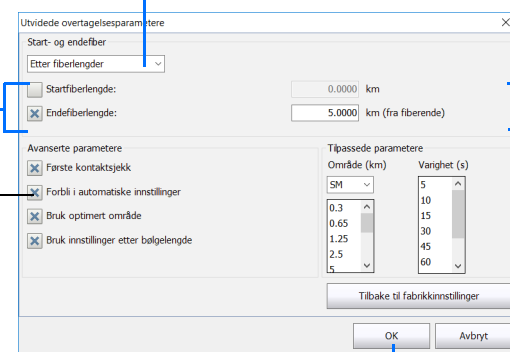 Utvidede overtagelsesparametere
Start- og endefiber
Etter fiberlengder
Startfiberlengde: 0.0000 km
Endefiberlengde: 5.0000 km (fra fiberende)
Avanserte parametere
Første kontaktsjekk
Forbli i automatiske innstillinger
Bruk optimert område
Bruk innstillinger etter bølgelengde
Tilpassede parametere
Område (km) Varighet (s)
SM
0.3
0.65
1.25
2.5
5
5
10
15
30
45
60
Tilbake til fabrikkinnstillinger
OK Avbryt